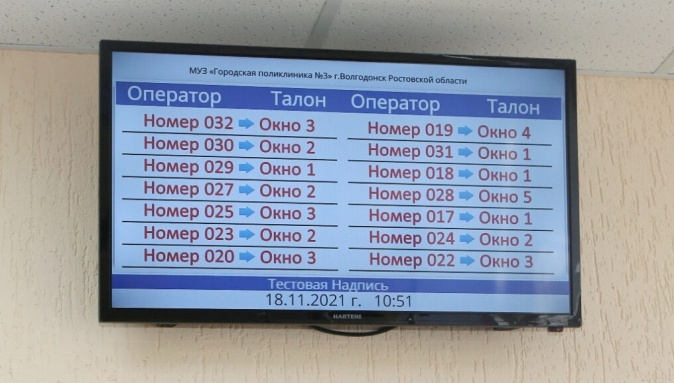 МУЗ «Городская поликлиника №3» г.Волгодонск Ростовской области
Оператор Талон Оператор Талон
Номер 032 Окно 3 Номер 019 Окно 4
Номер 030 Окно 2 Номер 031 Окно 1
Номер 029 Окно 1 Номер 018 Окно 1
Номер 027 Окно 2 Номер 028 Окно 5
Номер 025 Окно 3 Номер 017 Окно 1
Номер 023 Окно 2 Номер 024 Окно 2
Номер 020 Окно 3 Номер 022 Окно 3
Тестовая Надпись
18.11.2021 г. 10:51
HARTENS